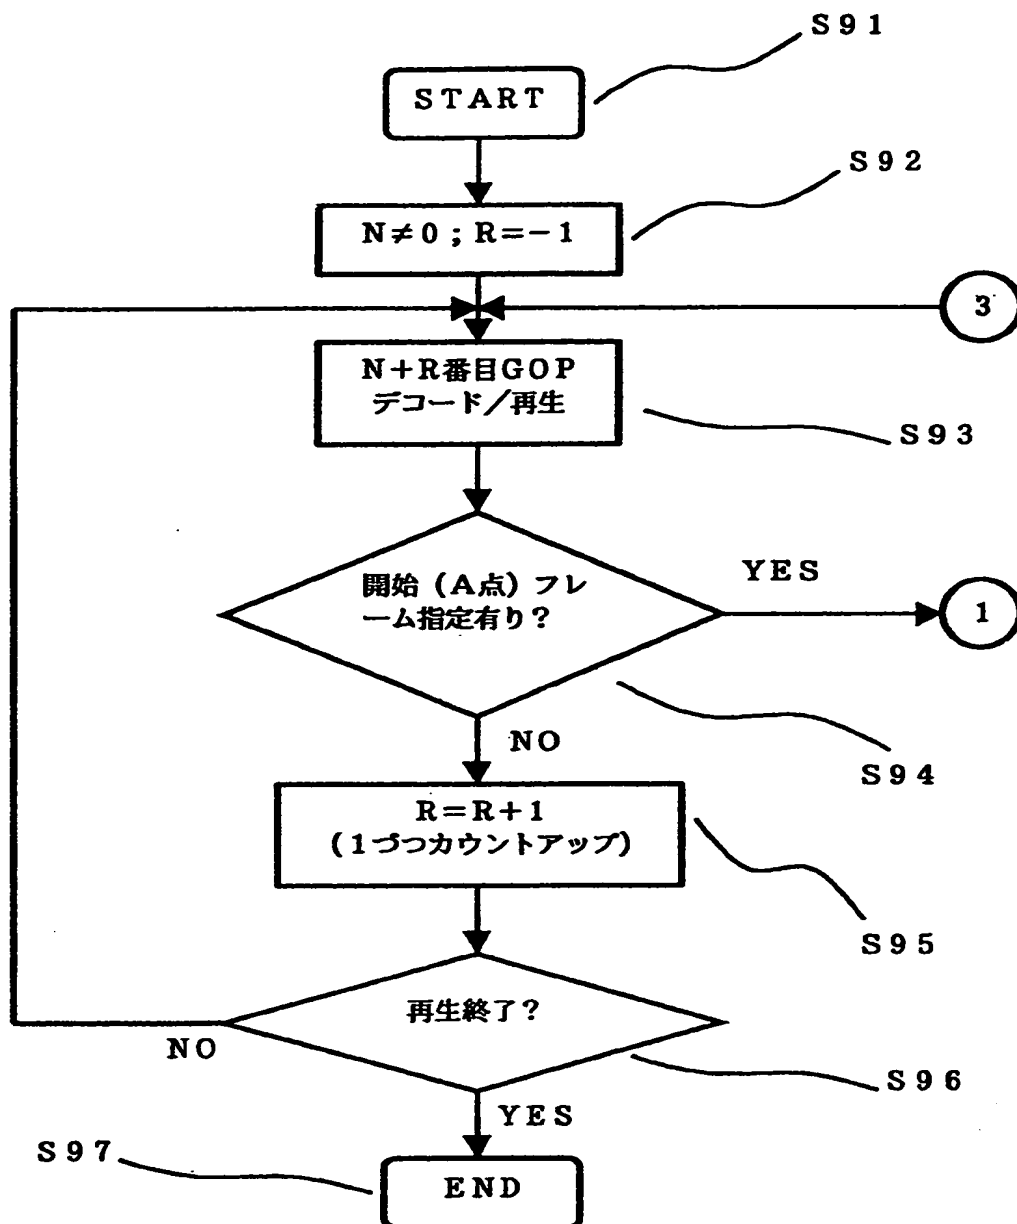 S91
START
S92
N≠0;R=−1
3
N+R番目GOP
デコード/再生
S93
開始(A点)フレ
ーム指定有り?
YES
1
S94
NO
R=R+1
(1づつカウントアップ)
S95
再生終了?
NO
S96
YES
S97
END